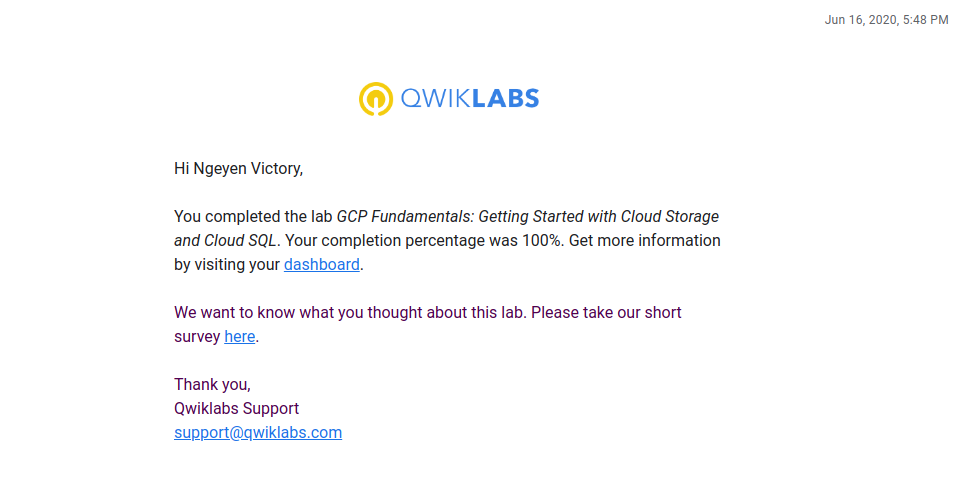 Jun 16, 2020, 5:48 PM
QWIKLABS
Hi Ngeyen Victory,
You completed the lab GCP Fundamentals: Getting Started with Cloud Storage
and Cloud SQL. Your completion percentage was 100%. Get more information
by visiting your dashboard.
We want to know what you thought about this lab. Please take our short
survey here.
Thank you,
Qwiklabs Support
support@qwiklabs.com